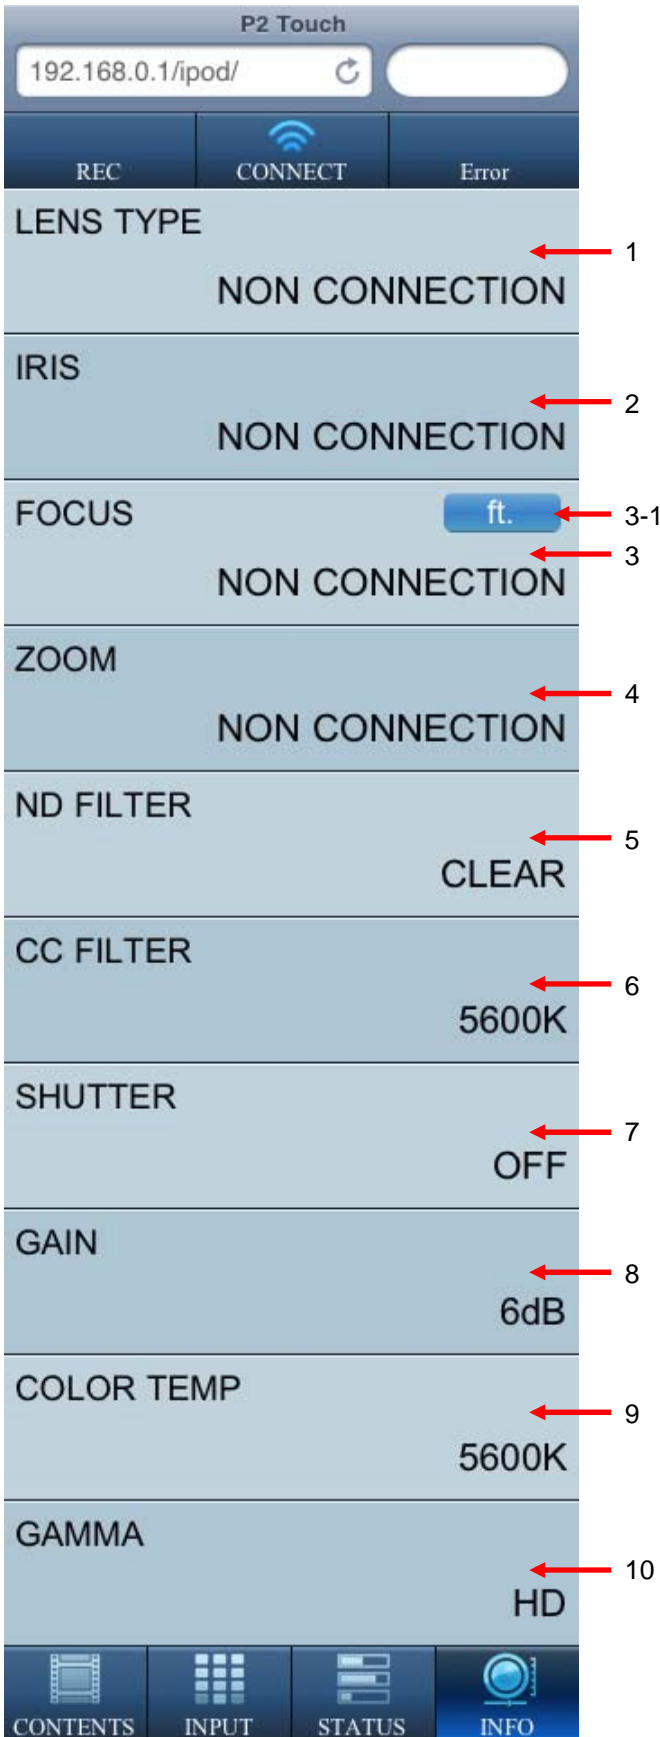 P2 Touch
192.168.0.1/ipod/
REC CONNECT Error
LENS TYPE
1
NON CONNECTION
IRIS
2
NON CONNECTION
FOCUS ft. 3-1
3
NON CONNECTION
ZOOM
4
NON CONNECTION
ND FILTER
5
CLEAR
CC FILTER
6
5600K
SHUTTER
7
OFF
GAIN
8
6dB
COLOR TEMP
9
5600K
GAMMA
10
HD
CONTENTS INPUT STATUS INFO